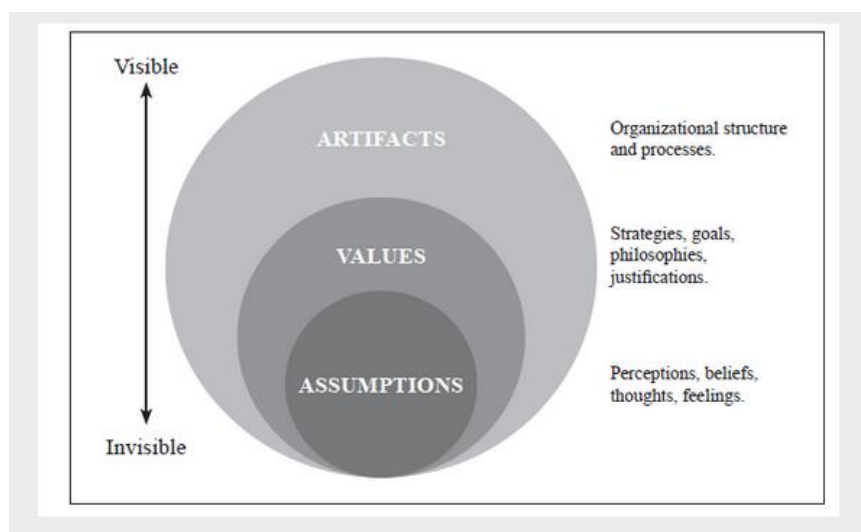 Visible
ARTIFACTS
Organizational structure
and processes.
VALUES
Strategies, goals,
philosophies,
justifications.
ASSUMPTIONS
Perceptions, beliefs,
thoughts, feelings.
Invisible